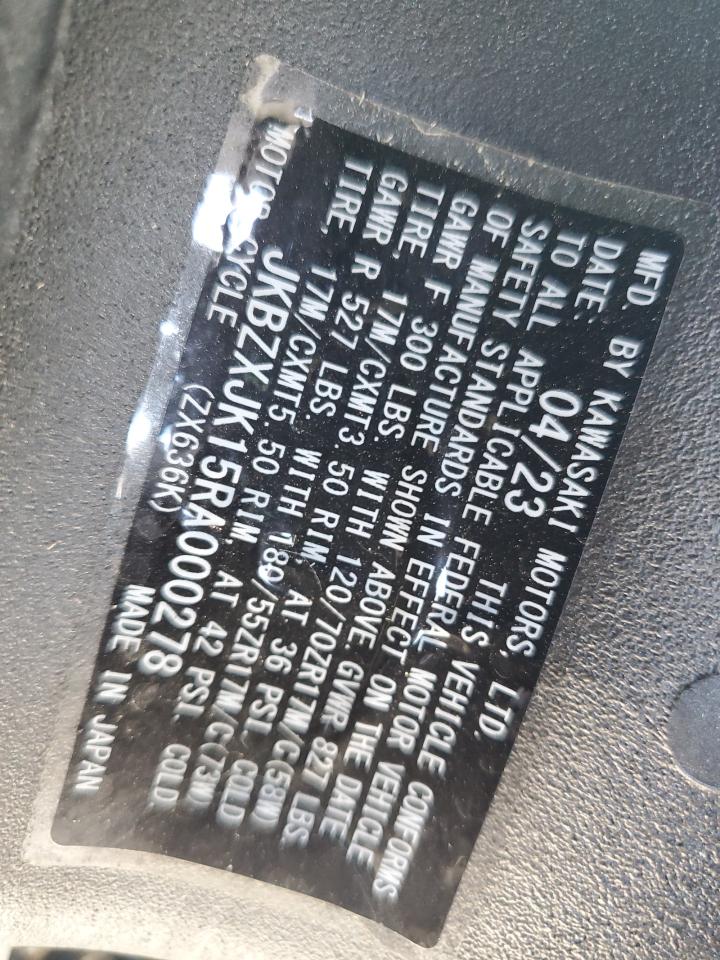 MFD. BY KAWASAKI MOTORS, LTD.
DATE: 04/23 THIS VEHICLE CONFORMS
TO ALL APPLICABLE FEDERAL MOTOR VEHICLE
SAFETY STANDARDS IN EFFECT ON THE DATE
OF MANUFACTURE SHOWN ABOVE GVWR 827 LBS.
GAWR F 300 LBS. WITH 120/70ZR17M/C(58W)
TIRE, 17M/CXMT3.50 RIM, AT 36 PSI. COLD
GAWR R 527 LBS. WITH 180/55ZR17M/C(73W)
TIRE, 17M/CXMT5.50 RIM, AT 42 PSI. COLD.
JKBZXJK15RA000278
MOTOR CYCLE (ZX636K) MADE IN JAPAN